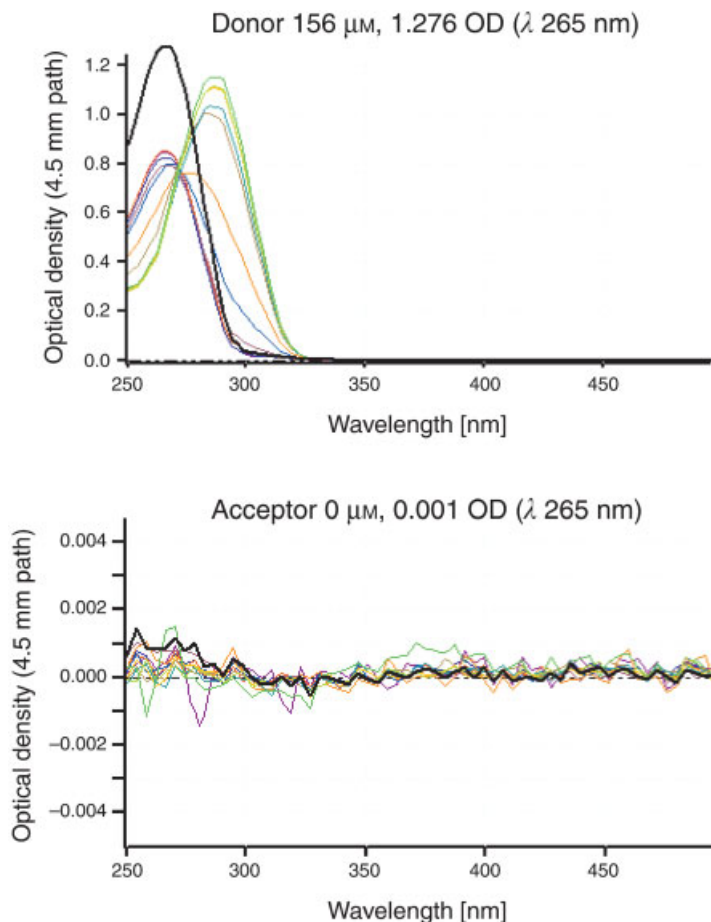 Donor 156 μM, 1.276 OD (λ 265 nm)
Optical density (4.5 mm path)
1.2
1.0
0.8
0.6
0.4
0.2
0.0
250 300 350 400 450
Wavelength [nm]
Acceptor 0 μM, 0.001 OD (λ 265 nm)
Optical density (4.5 mm path)
0.004
0.002
0.000
−0.002
−0.004
250 300 350 400 450
Wavelength [nm]